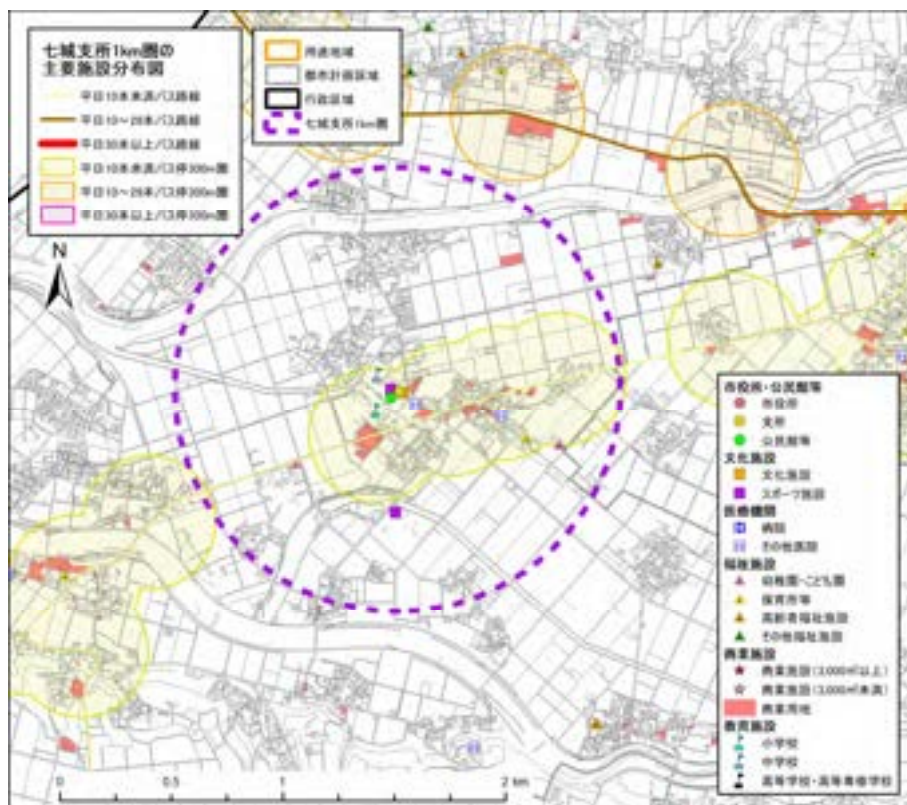 七城支所1km圏の
主要施設分布図
平日10本未満バス路線
平日10～29本バス路線
平日30本以上バス路線
平日10本未満バス停300m圏
平日10～29本バス停300m圏
平日30本以上バス停300m圏
用途地域
都市計画区域
行政区域
七城支所1km圏
N
市役所・公民館等
市役所
支所
公民館等
文化施設
文化施設
スポーツ施設
医療機関
病院
その他医院
福祉施設
幼稚園・こども園
保育所等
高齢者福祉施設
その他福祉施設
商業施設
商業施設(3,000㎡以上)
商業施設(3,000㎡未満)
商業用地
教育施設
小学校
中学校
高等学校・高等専修学校
0 0.5 1 2 km